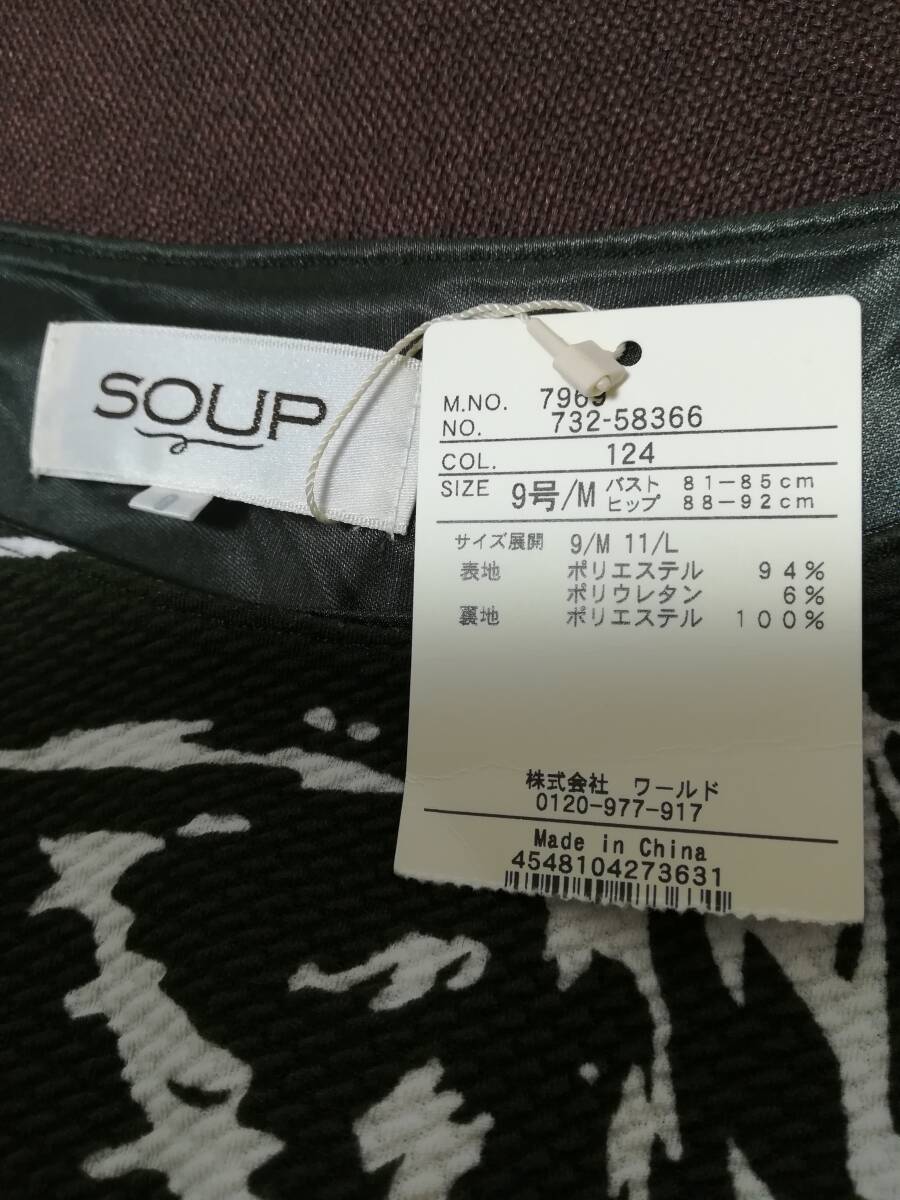 SOUP
9
M.NO. 7969
NO. 732-58366
COL. 124
SIZE 9号/M バスト 81-85cm
ヒップ 88-92cm
サイズ展開 9/M 11/L
表地 ポリエステル 94%
ポリウレタン 6%
裏地 ポリエステル 100%
株式会社 ワールド
0120-977-917
Made in China
4548104273631